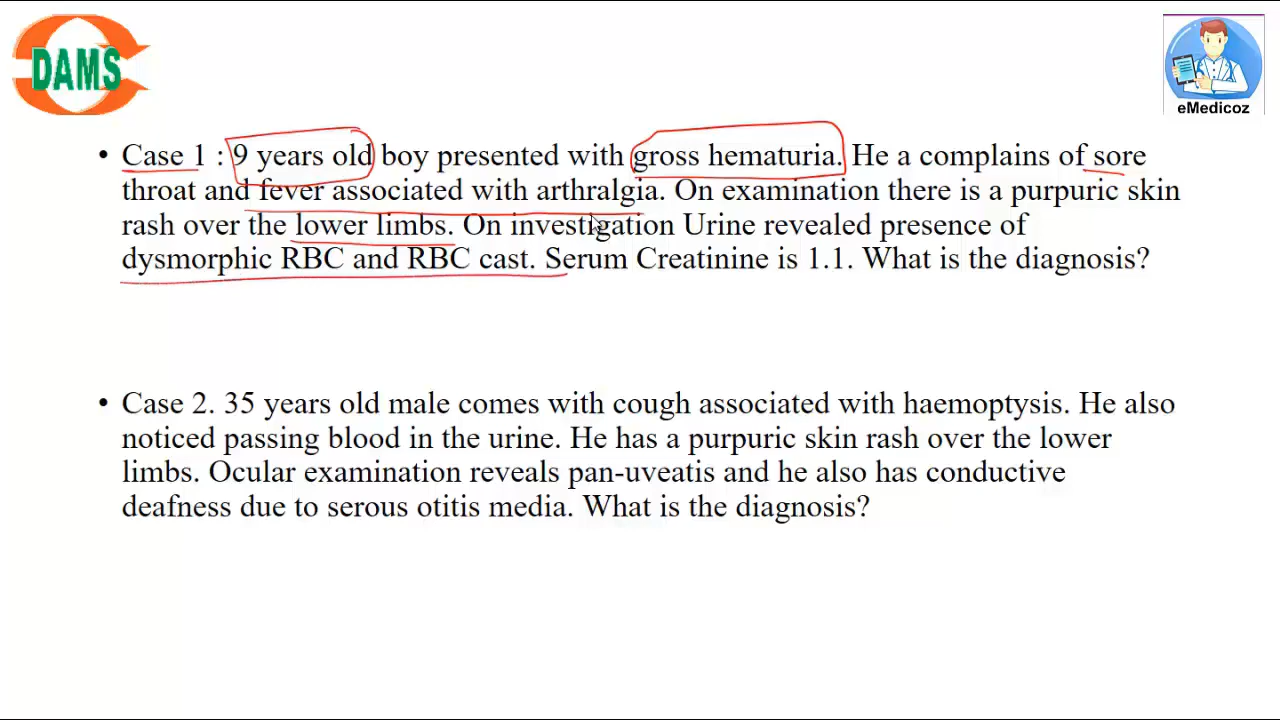 DAMS
eMedicoz
• Case 1 : 9 years old boy presented with gross hematuria. He a complains of sore
throat and fever associated with arthralgia. On examination there is a purpuric skin
rash over the lower limbs. On investigation Urine revealed presence of
dysmorphic RBC and RBC cast. Serum Creatinine is 1.1. What is the diagnosis?
• Case 2. 35 years old male comes with cough associated with haemoptysis. He also
noticed passing blood in the urine. He has a purpuric skin rash over the lower
limbs. Ocular examination reveals pan-uveatis and he also has conductive
deafness due to serous otitis media. What is the diagnosis?